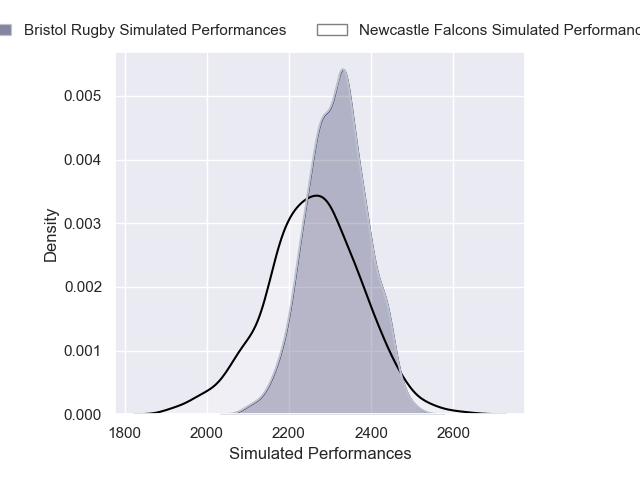 Bristol Rugby Simulated Performances Newcastle Falcons Simulated
0.005
0.004
0.003
0.002
0.001
0.000
Density
1800 2000 2200 2400 2600
Simulated Performances